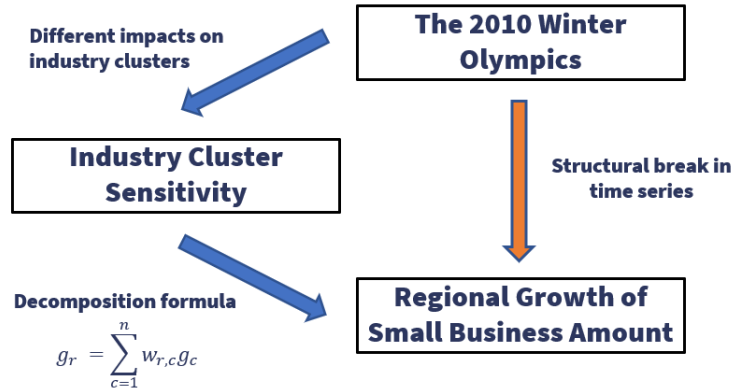 Different impacts on
industry clusters
The 2010 Winter
Olympics
Industry Cluster
Sensitivity
Structural break in
time series
Decomposition formula
g_r = \sum_{c=1}^{n} w_{r,c} g_c
Regional Growth of
Small Business Amount